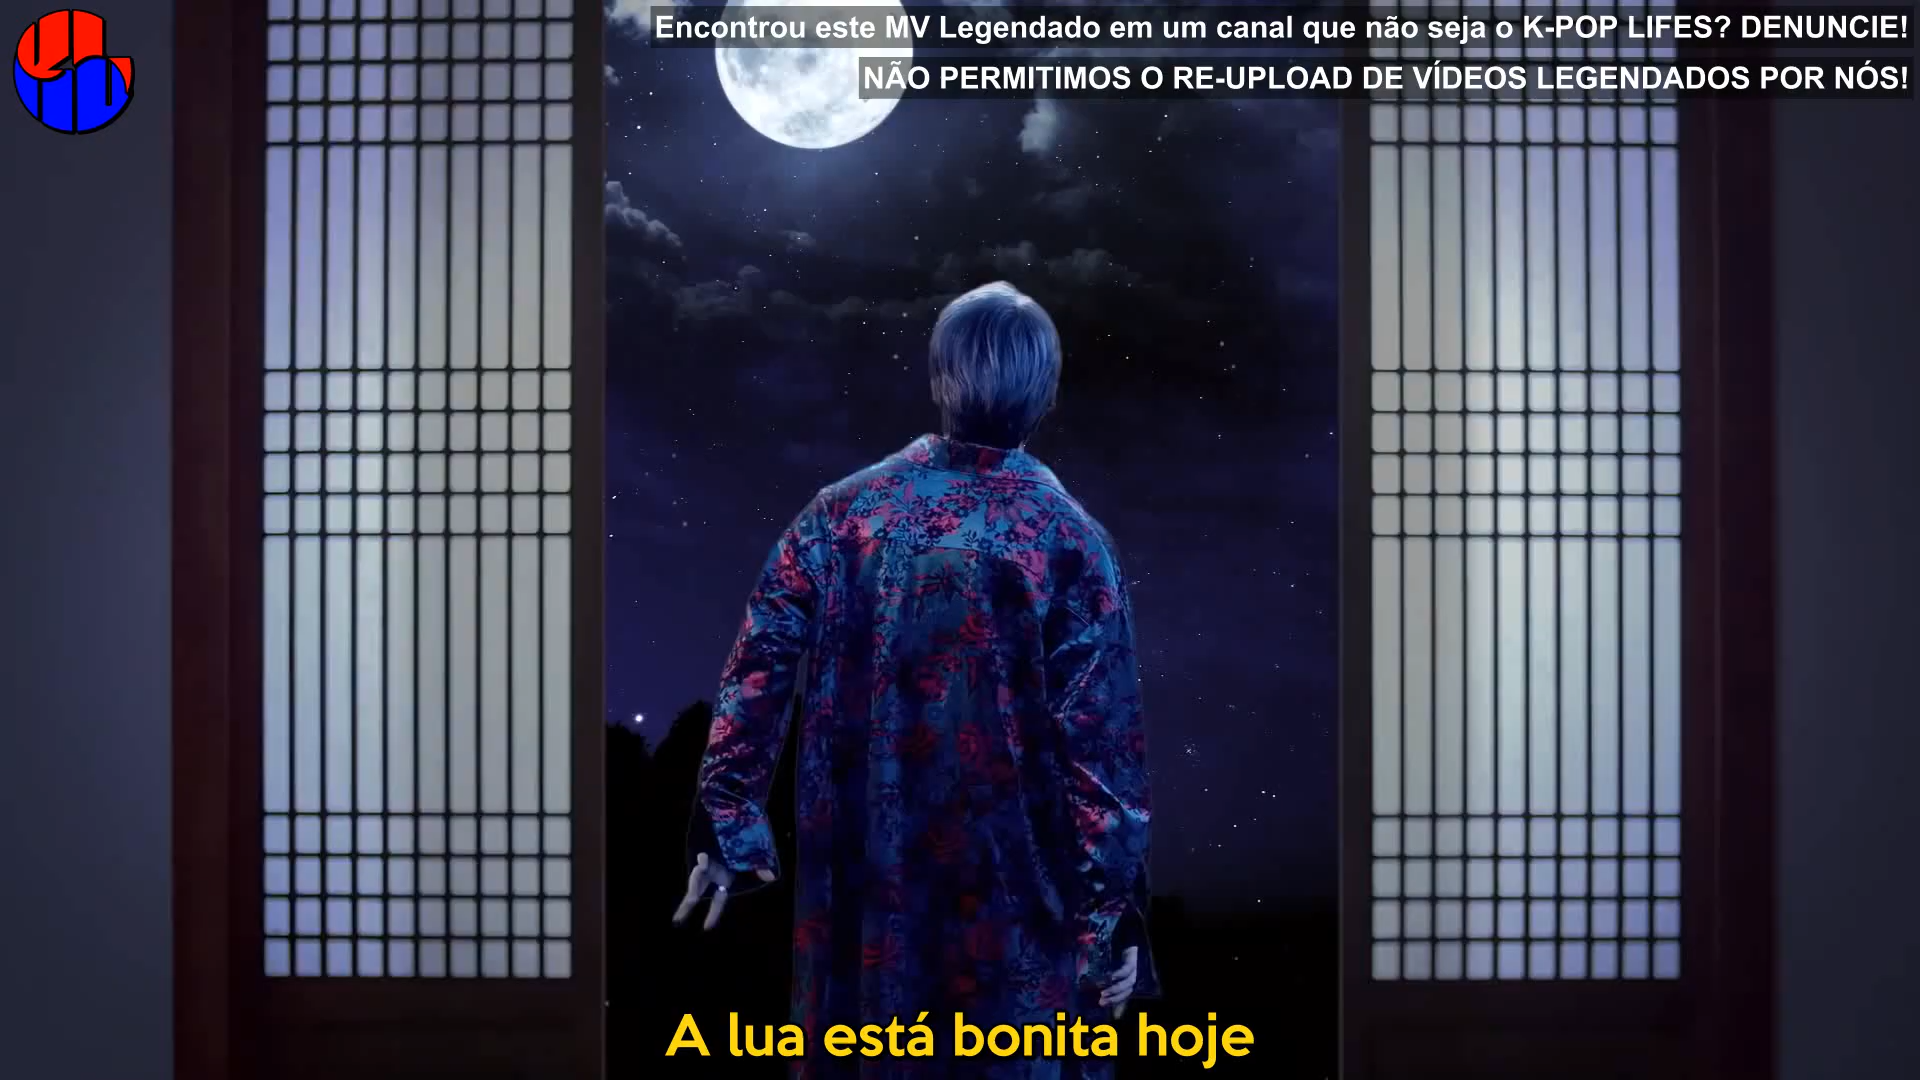 Encontrou este MV Legendado em um canal que não seja o K-POP LIFES? DENUNCIE!
NÃO PERMITIMOS O RE-UPLOAD DE VÍDEOS LEGENDADOS POR NÓS!
A lua está bonita hoje